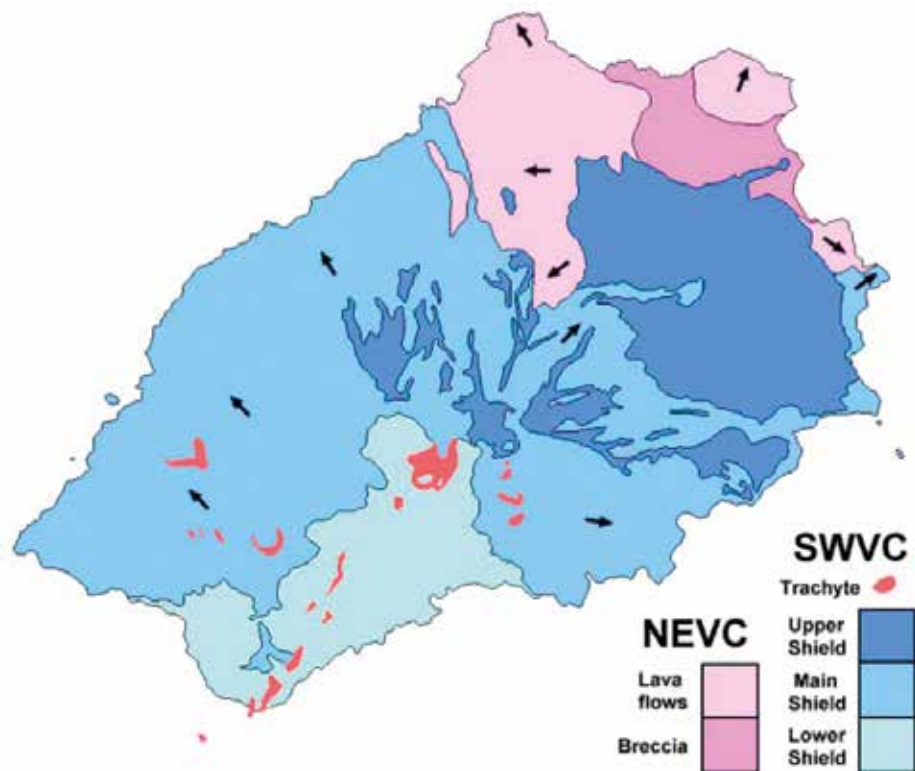 SWVC
Trachyte
NEVC
Upper
Shield
Lava
flows
Main
Shield
Breccia
Lower
Shield